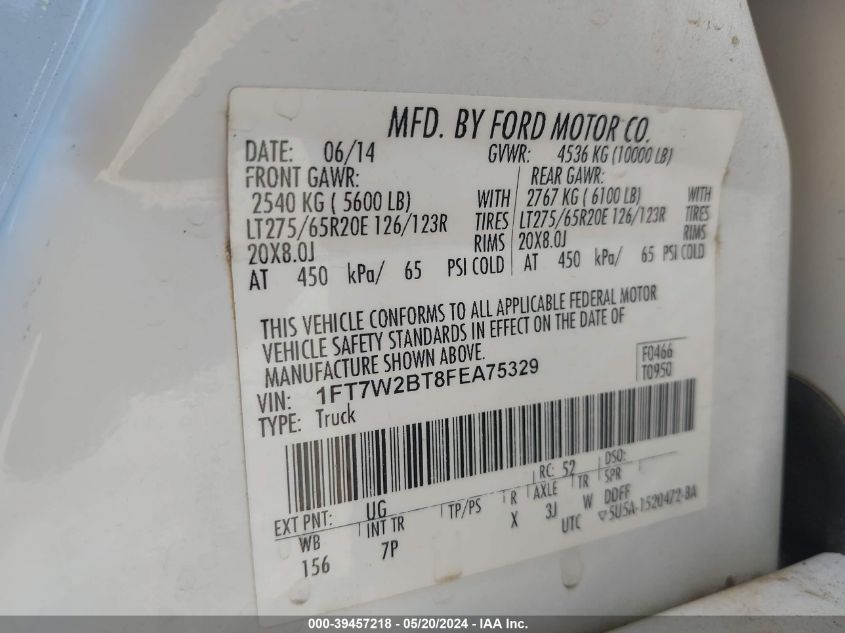 MFD. BY FORD MOTOR CO.
DATE: 06/14 GVWR: 4536 KG (10000 LB)
FRONT GAWR: REAR GAWR:
2540 KG ( 5600 LB) WITH 2767 KG ( 6100 LB) WITH
LT275/65R20E 126/123R TIRES LT275/65R20E 126/123R TIRES
20X8.0J RIMS 20X8.0J RIMS
AT 450 kPa/ 65 PSI COLD AT 450 kPa/ 65 PSI COLD
THIS VEHICLE CONFORMS TO ALL APPLICABLE FEDERAL MOTOR
VEHICLE SAFETY STANDARDS IN EFFECT ON THE DATE OF
MANUFACTURE SHOWN ABOVE.
VIN: 1FT7W2BT8FEA75329 F0466
TYPE: Truck T0950
EXT PNT: UG RC: 52 DSO:
WB INT TR TP/PS R AXLE TR SPR
156 7P X 3J W DDFF
UTC ▽5U5A-1520472-BA
000-39457218 - 05/20/2024 - IAA Inc.